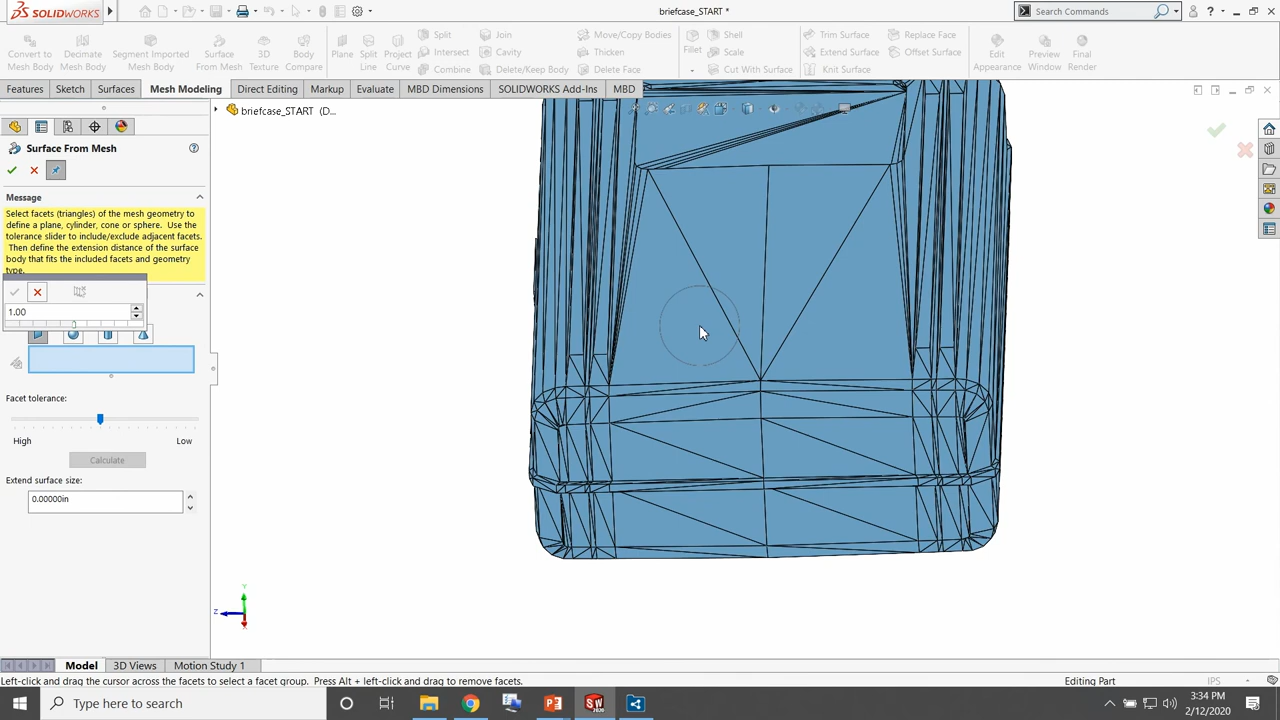 SOLIDWORKS
briefcase_START *
Search Commands
Convert to Mesh Body
Decimate Mesh Body
Segment Imported Mesh Body
Surface From Mesh
3D Texture
Body Compare
Plane
Split Line
Project Curve
Split
Intersect
Combine
Join
Cavity
Delete/Keep Body
Move/Copy Bodies
Thicken
Delete Face
Fillet
Shell
Scale
Cut With Surface
Trim Surface
Extend Surface
Knit Surface
Replace Face
Offset Surface
Edit Appearance
Preview Window
Final Render
Features
Sketch
Surfaces
Mesh Modeling
Direct Editing
Markup
Evaluate
MBD Dimensions
SOLIDWORKS Add-Ins
MBD
briefcase_START (D...
Surface From Mesh
Message
Select facets (triangles) of the mesh geometry to
define a plane, cylinder, cone or sphere. Use the
tolerance slider to include/exclude adjacent facets.
Then define the extension distance of the surface
body that fits the included facets and geometry
type.
1.00
Facet tolerance:
High
Low
Calculate
Extend surface size:
0.00000in
Y
Z
X
Model
3D Views
Motion Study 1
Left-click and drag the cursor across the facets to select a facet group. Press Alt + left-click and drag to remove facets.
Editing Part
IPS
Type here to search
3:34 PM
2/12/2020